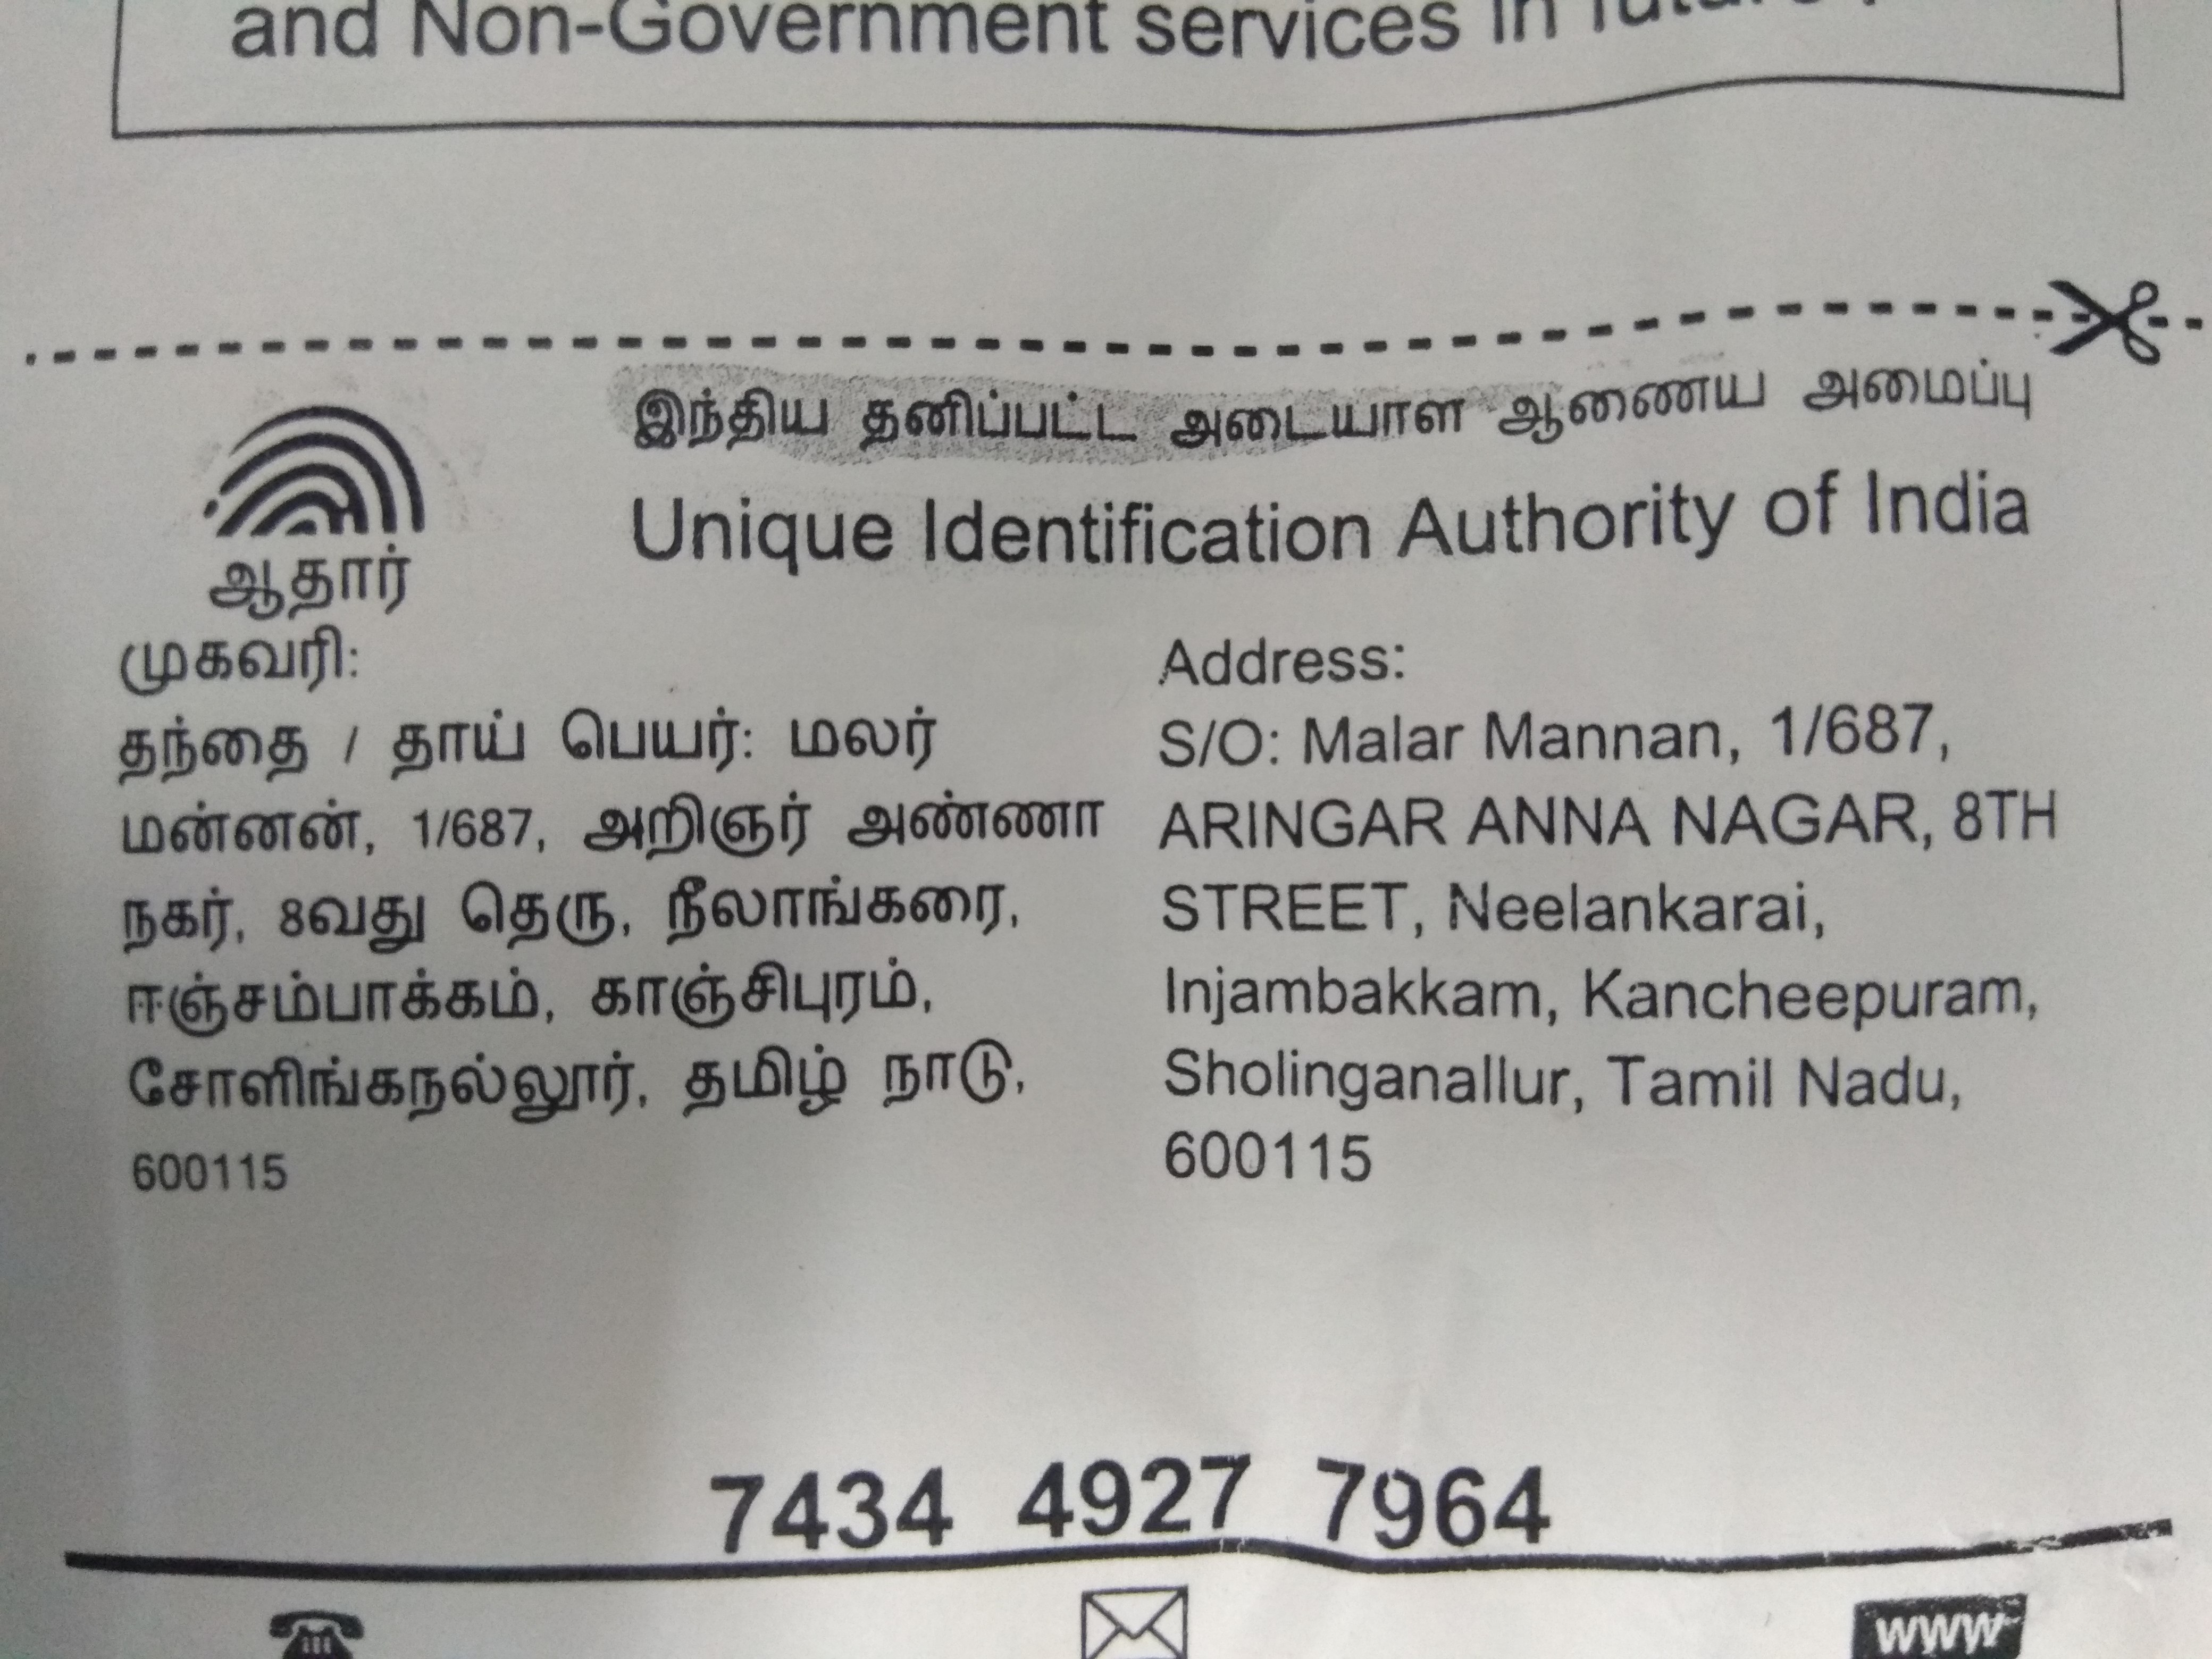 and Non-Government services in future
இந்திய தனிப்பட்ட அடையாள ஆணைய அமைப்பு
Unique Identification Authority of India
ஆதார்
முகவரி:
தந்தை / தாய் பெயர்: மலர்
மன்னன், 1/687, அறிஞர் அண்ணா
நகர், 8வது தெரு, நீலாங்கரை,
ஈஞ்சம்பாக்கம், காஞ்சிபுரம்,
சோளிங்கநல்லூர், தமிழ் நாடு,
600115
Address:
S/O: Malar Mannan, 1/687,
ARINGAR ANNA NAGAR, 8TH
STREET, Neelankarai,
Injambakkam, Kancheepuram,
Sholinganallur, Tamil Nadu,
600115
7434 4927 7964
www